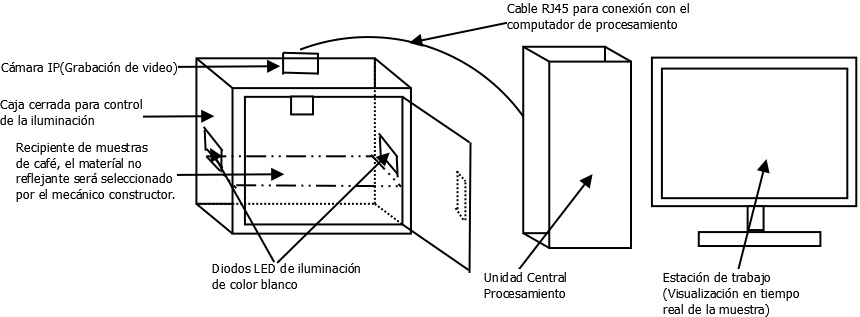 Cable RJ45 para conexión con el
computador de procesamiento
Cámara IP(Grabación de video)
Caja cerrada para control
de la iluminación
Recipiente de muestras
de café, el material no
reflejante será seleccionado
por el mecánico constructor.
Diodos LED de iluminación
de color blanco
Unidad Central
Procesamiento
Estación de trabajo
(Visualización en tiempo
real de la muestra)